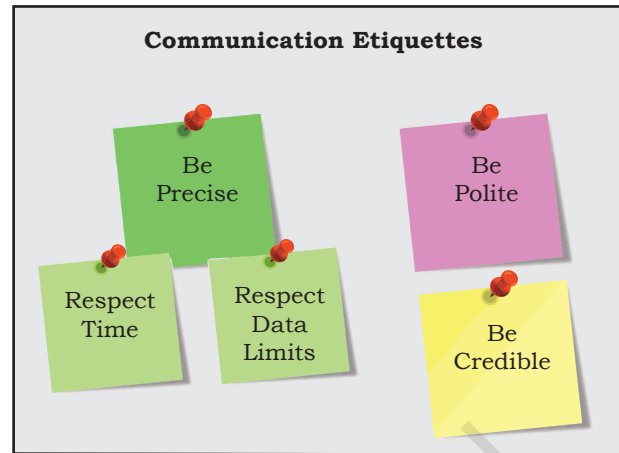 Communication Etiquettes
Be
Precise
Respect
Time
Respect
Data
Limits
Be
Polite
Be
Credible